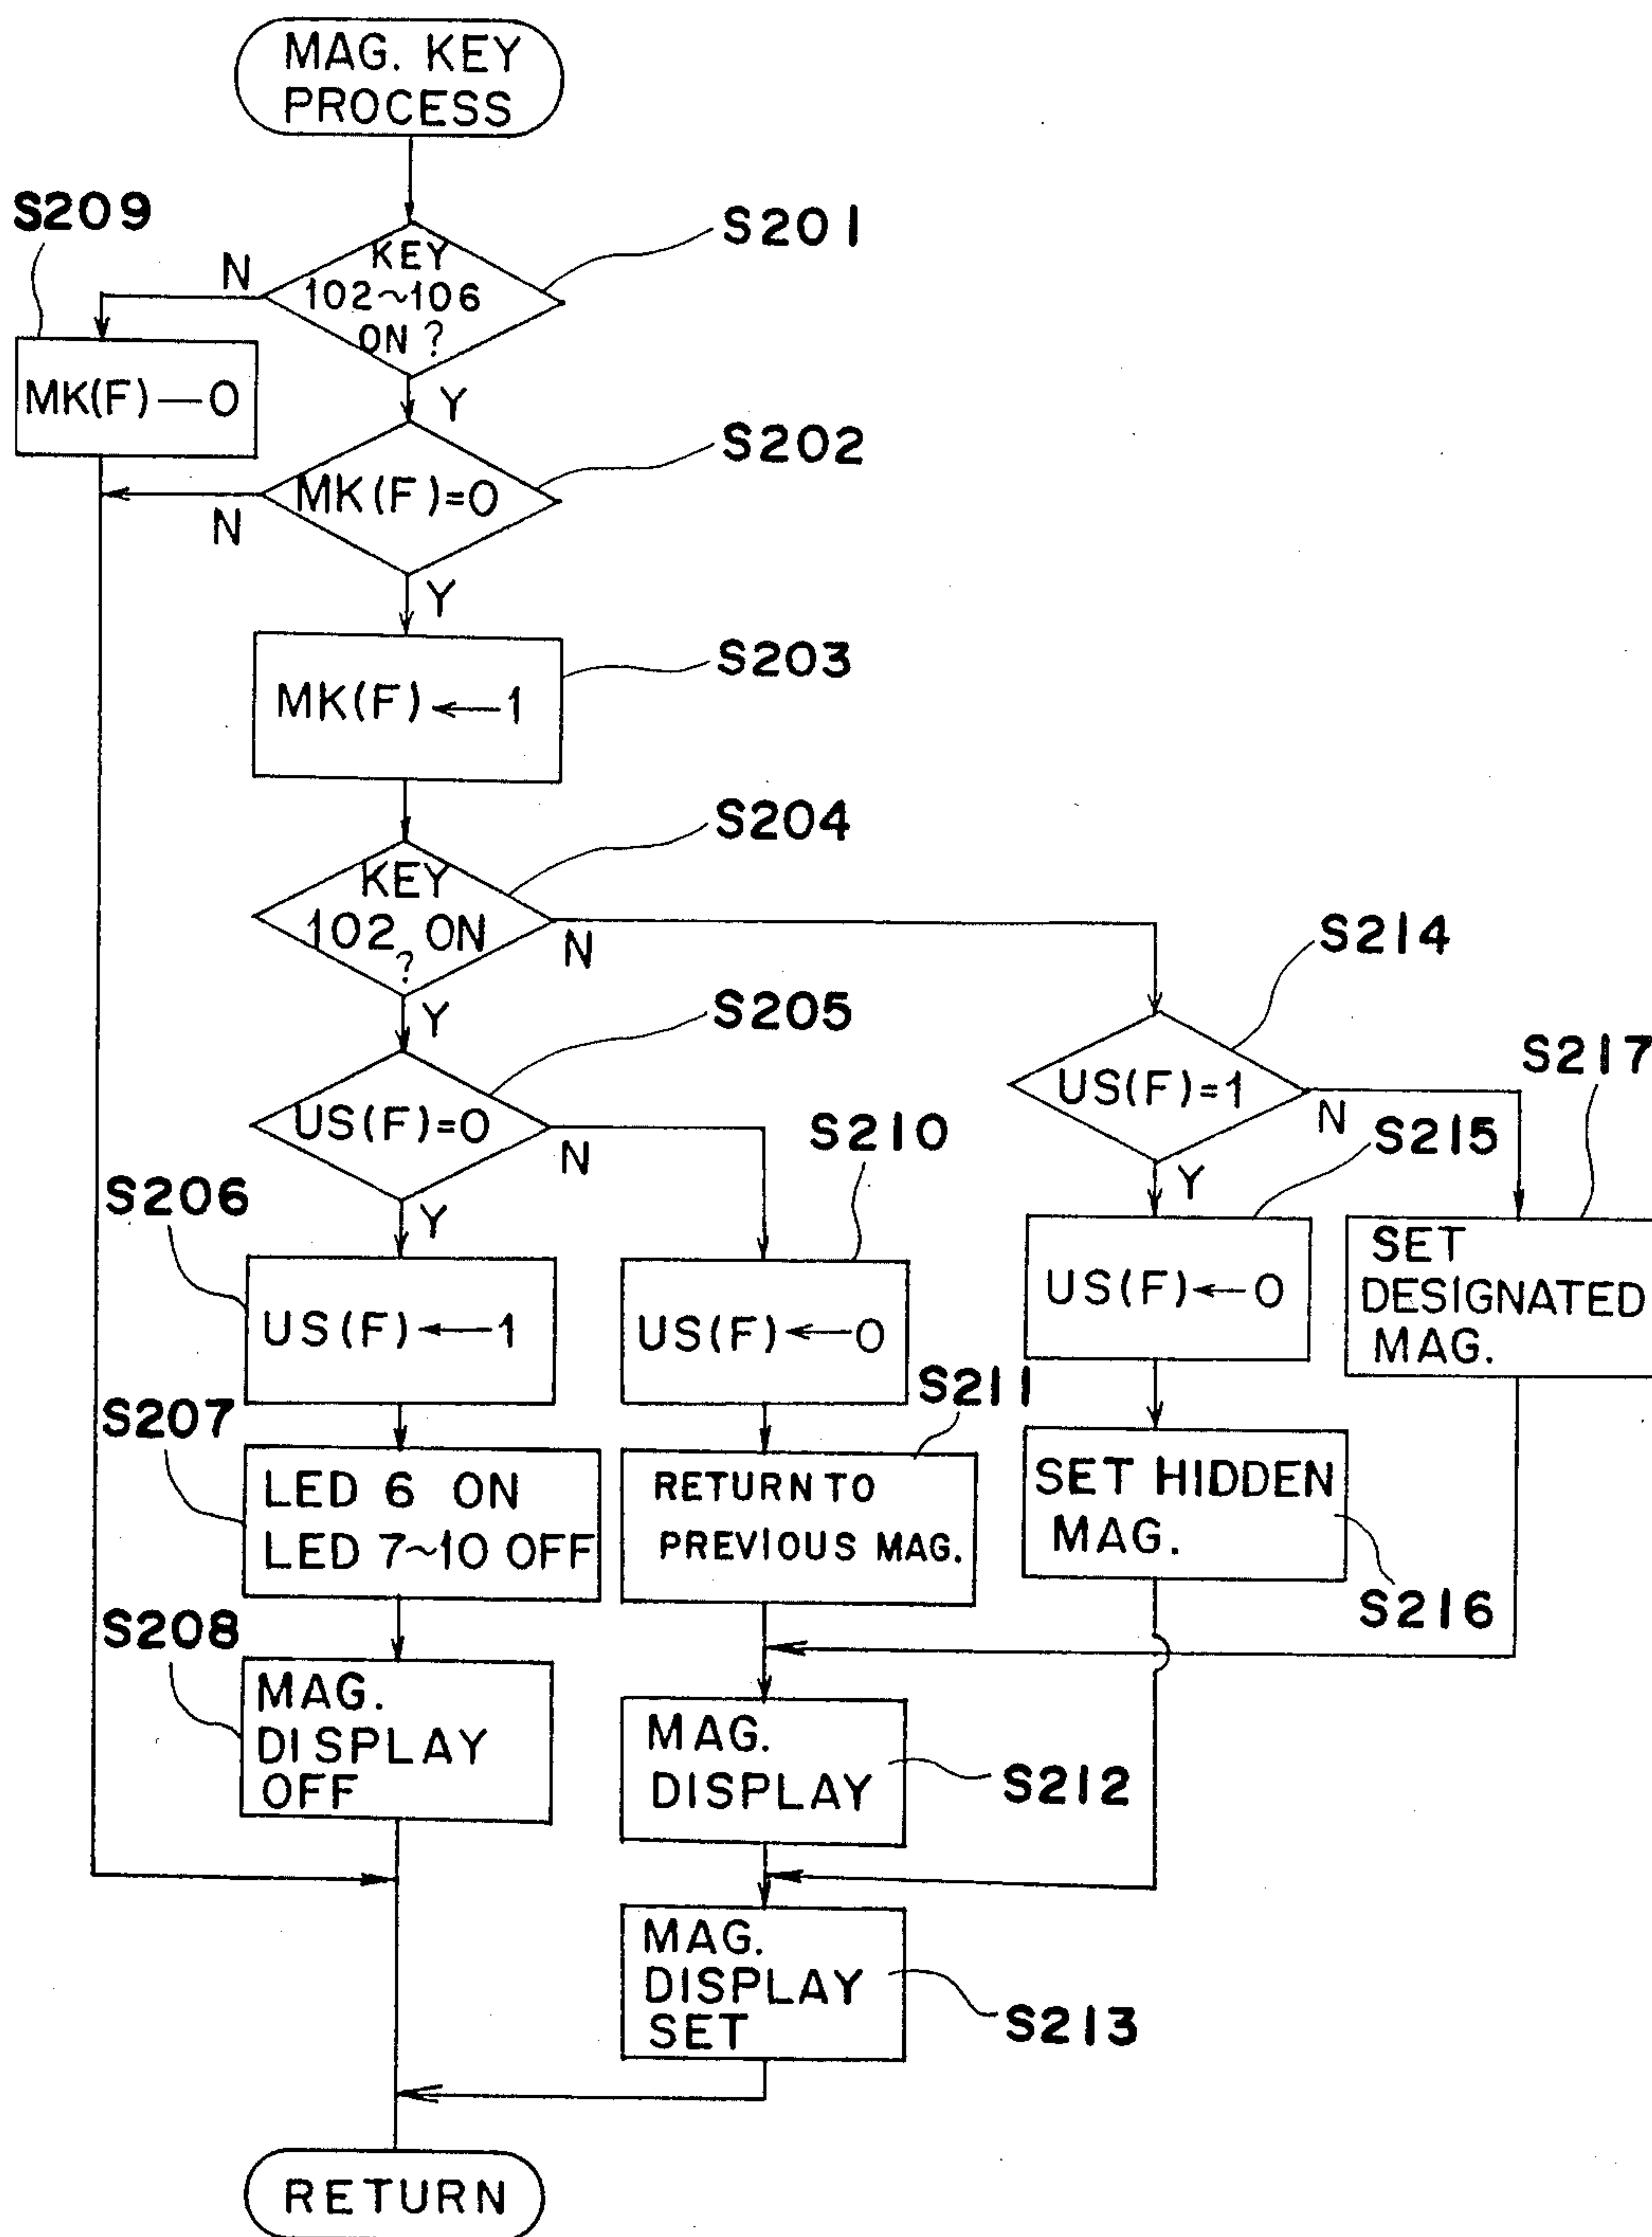 MAG. KEY
PROCESS
S209
S201
KEY
102~106
ON ?
N
Y
MK(F)—0
S202
MK(F)=0
N
Y
S203
MK(F)←1
S204
KEY
102 ON
?
N
Y
S214
S205
US(F)=1
N
Y
S217
US(F)=0
N
Y
S210
S215
S206
SET
DESIGNATED
MAG.
US(F)←0
US(F)←1
US(F)←0
S211
S207
LED 6 ON
LED 7~10 OFF
RETURN TO
PREVIOUS MAG.
SET HIDDEN
MAG.
S216
S208
MAG.
DISPLAY
OFF
MAG.
DISPLAY
S212
MAG.
DISPLAY
SET
S213
RETURN